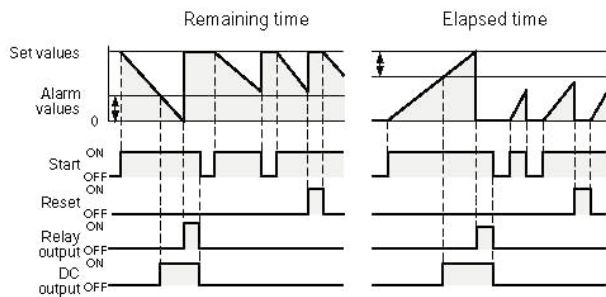 Remaining time
Elapsed time
Set values
Alarm
values
0
Start
ON
OFF
Reset
ON
OFF
Relay
output
ON
OFF
DC
output
ON
OFF